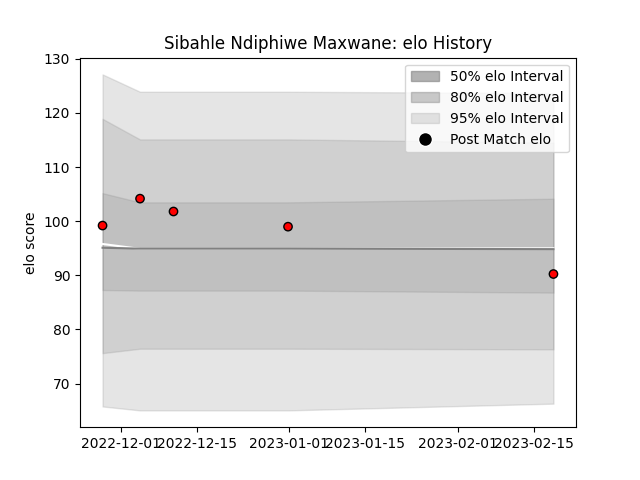 Sibahle Ndiphiwe Maxwane: elo History
130
120
110
100
90
80
70
elo score
50% elo Interval
80% elo Interval
95% elo Interval
Post Match elo
2022-12-01
2022-12-15
2023-01-01
2023-01-15
2023-02-01
2023-02-15